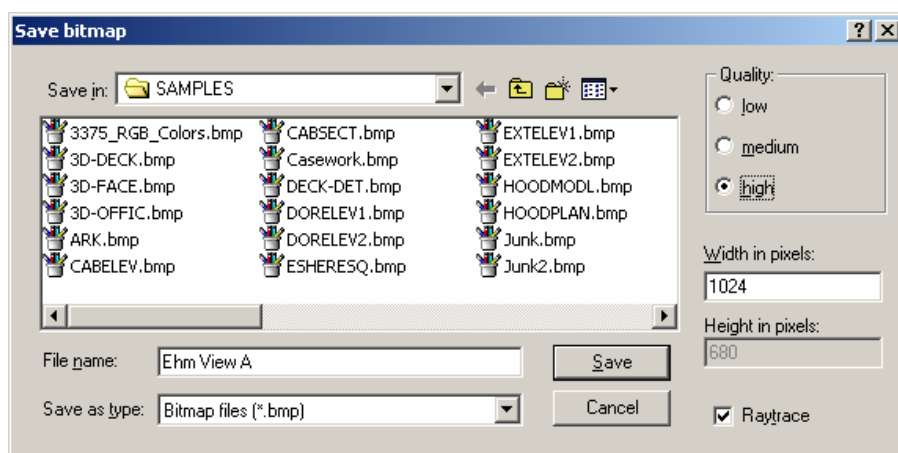 Save bitmap
Save in: SAMPLES
3375_RGB_Colors.bmp
3D-DECK.bmp
3D-FACE.bmp
3D-OFFIC.bmp
ARK.bmp
CABELEV.bmp
CABSECT.bmp
Casework.bmp
DECK-DET.bmp
DORELEV1.bmp
DORELEV2.bmp
ESHERESQ.bmp
EXTELEV1.bmp
EXTELEV2.bmp
HOODMODL.bmp
HOODPLAN.bmp
Junk.bmp
Junk2.bmp
File name: Ehm View A
Save
Save as type: Bitmap files (*.bmp)
Cancel
Quality:
low
medium
high
Width in pixels:
1024
Height in pixels:
680
Raytrace